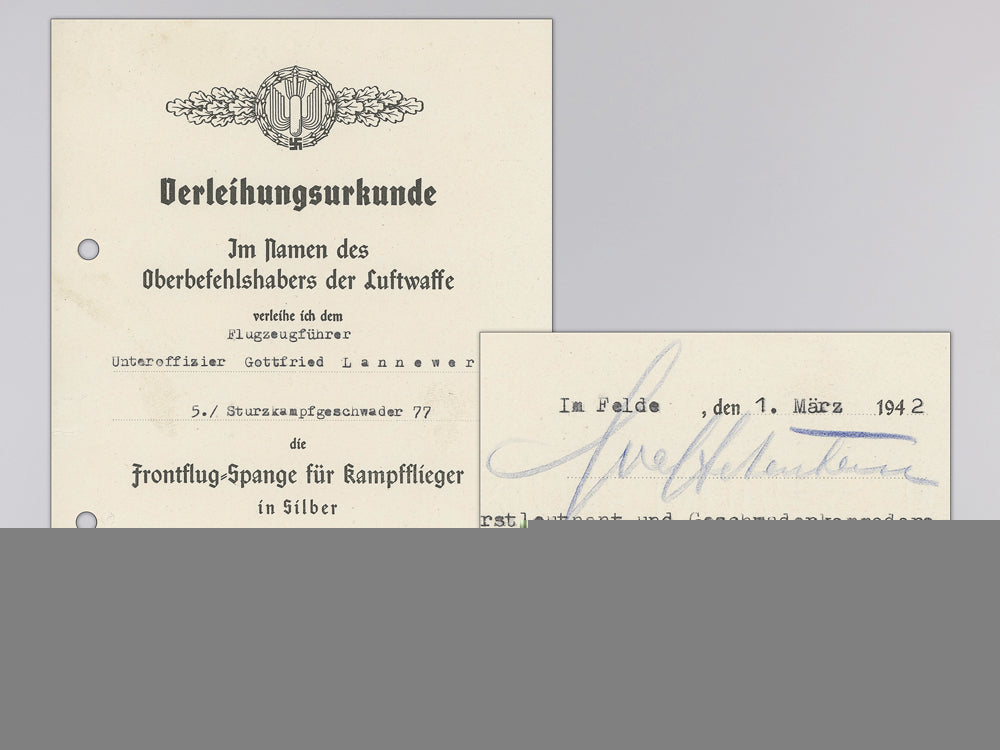 Verleihungsurkunde
Im Namen des
Oberbefehlshabers der Luftwaffe
verleihe ich dem
Flugzeugführer
Unteroffizier Gottfried Lannewer
5./ Sturzkampfgeschwader 77
die
Frontflug-Spange für Kampfflieger
in Silber
Im Felde , den 1. März 1942